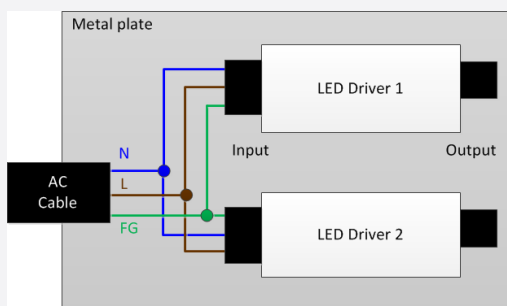 Metal plate
LED Driver 1
N
Input
Output
AC
Cable
L
FG
LED Driver 2